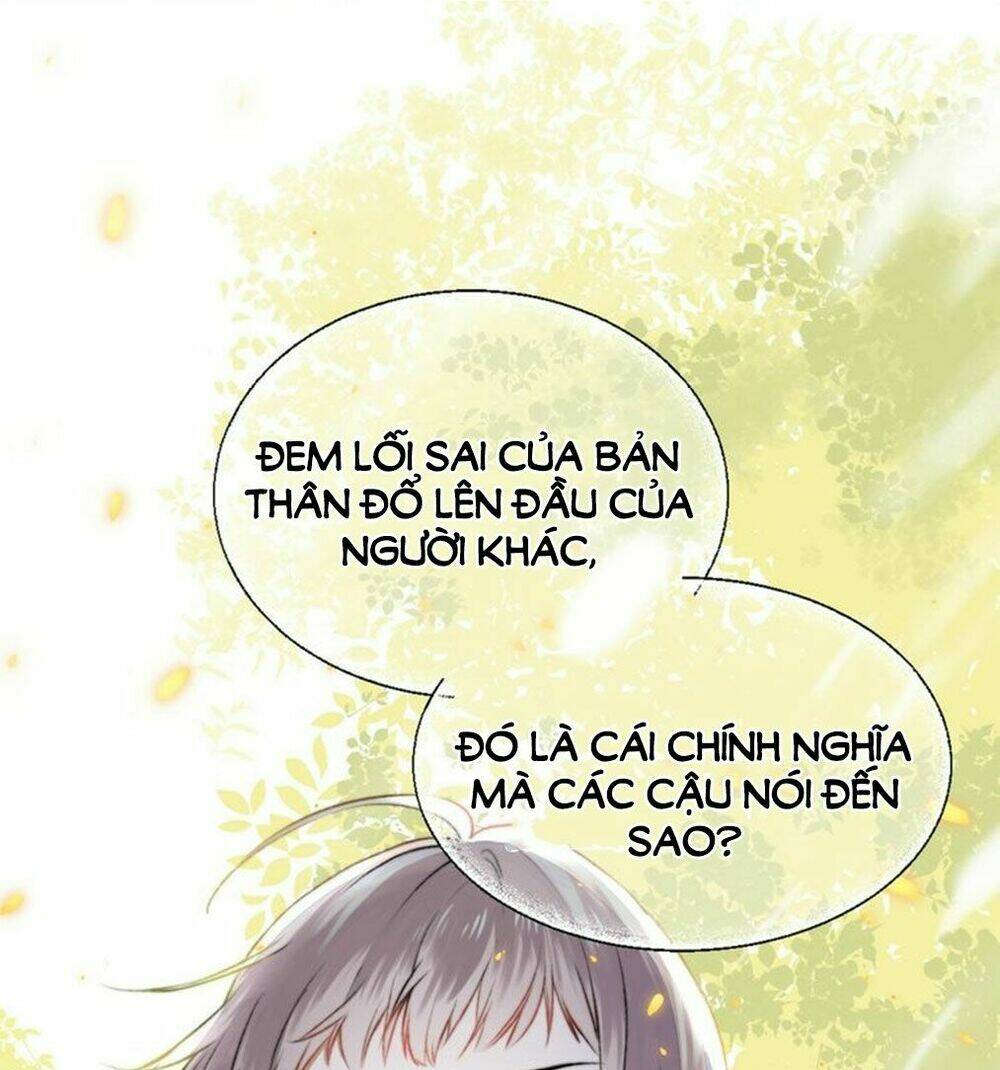 ĐEM LỖI SAI CỦA BẢN
THÂN ĐỔ LÊN ĐẦU CỦA
NGƯỜI KHÁC,
ĐÓ LÀ CÁI CHÍNH NGHĨA
MÀ CÁC CẬU NÓI ĐẾN
SAO?